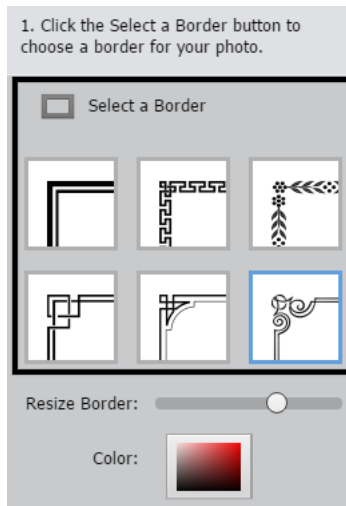 1. Click the Select a Border button to
choose a border for your photo.
Select a Border
Resize Border:
Color: